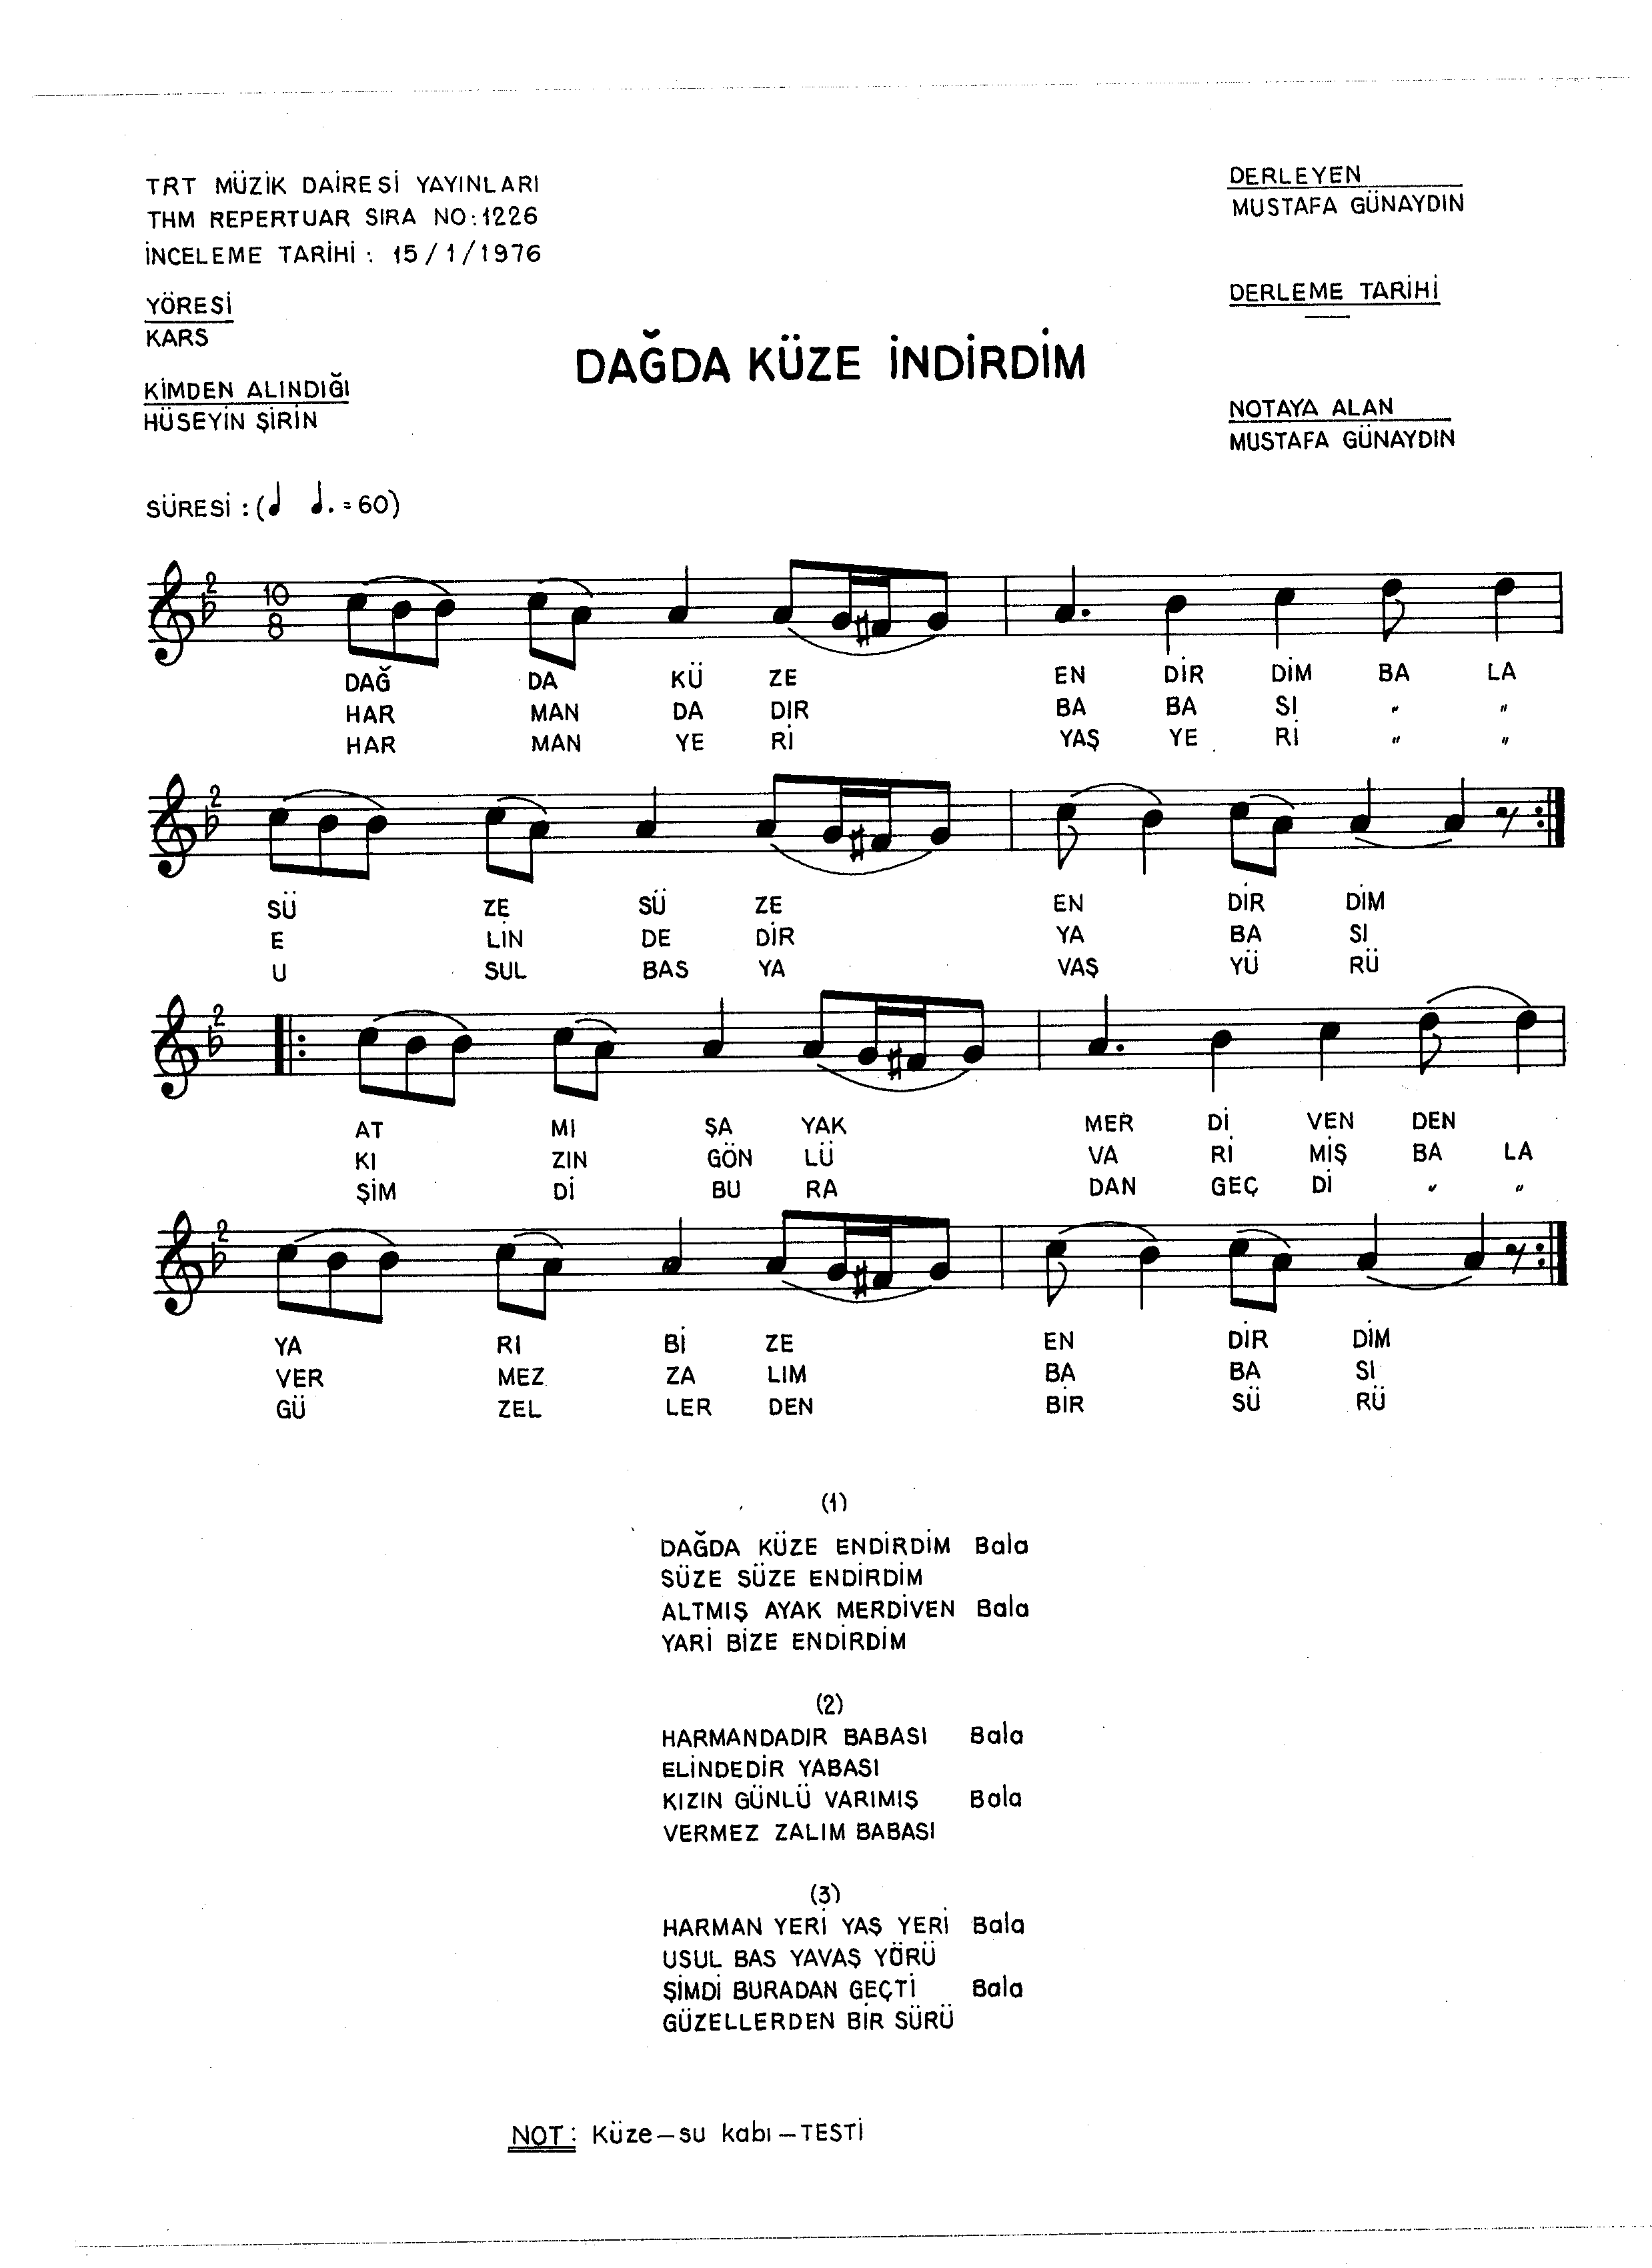 TRT MÜZİK DAİRESİ YAYINLARI
THM REPERTUAR SIRA NO:1226
İNCELEME TARİHİ : 15/1/1976
YÖRESİ
KARS
KİMDEN ALINDIĞI
HÜSEYİN ŞİRİN
DERLEYEN
MUSTAFA GÜNAYDIN
DERLEME TARİHİ
NOTAYA ALAN
MUSTAFA GÜNAYDIN
DAĞDA KÜZE İNDİRDİM
SÜRESİ : (♩ ♩. = 60)
2
10
8
DAĞ DA KÜ ZE EN DİR DİM BA LA
HAR MAN DA DIR BA BA SI " "
HAR MAN YE Rİ YAŞ YE Rİ " "
2
SÜ ZE SÜ ZE EN DİR DİM
E LİN DE DİR YA BA SI
U SUL BAS YA VAŞ YÜ RÜ
2
AT MI ŞA YAK MER Dİ VEN DEN
KI ZIN GÖN LÜ VA Rİ MİŞ BA LA
ŞİM Dİ BU RA DAN GEÇ Dİ " "
2
YA RI Bİ ZE EN DİR DİM
VER MEZ ZA LIM BA BA SI
GÜ ZEL LER DEN BİR SÜ RÜ
(1)
DAĞDA KÜZE ENDİRDİM Bala
SÜZE SÜZE ENDİRDİM
ALTMIŞ AYAK MERDİVEN Bala
YARİ BİZE ENDİRDİM
(2)
HARMANDADIR BABASI Bala
ELİNDEDİR YABASI
KIZIN GÜNLÜ VARIMIŞ Bala
VERMEZ ZALIM BABASI
(3)
HARMAN YERİ YAŞ YERİ Bala
USUL BAS YAVAŞ YÖRÜ
ŞİMDİ BURADAN GEÇTİ Bala
GÜZELLERDEN BİR SÜRÜ
NOT: Küze–su kabı–TESTİ